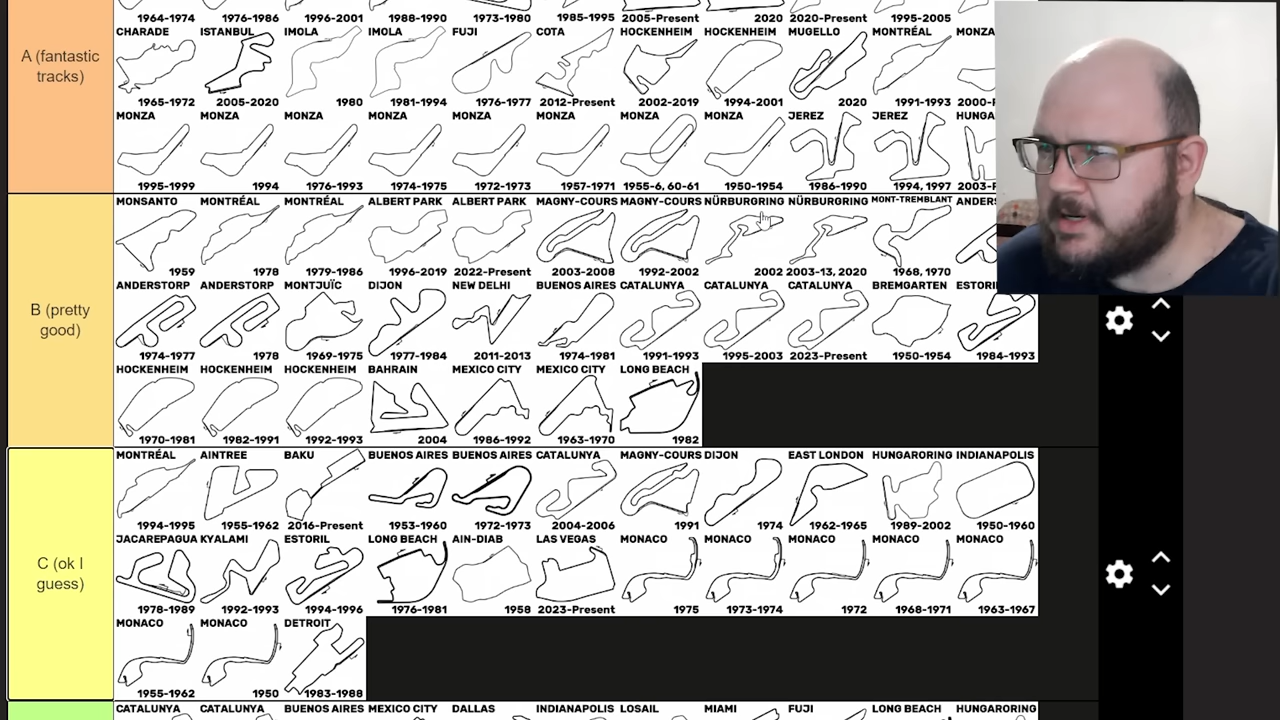 1964-1974 1976-1986 1996-2001 1988-1990 1973-1980 1985-1995 2005-Present 2020 2020-Present 1995-2005
A (fantastic tracks)
CHARADE ISTANBUL IMOLA IMOLA FUJI COTA HOCKENHEIM HOCKENHEIM MUGELLO MONTRÉAL MONZA
1965-1972 2005-2020 1980 1981-1994 1976-1977 2012-Present 2002-2019 1994-2001 2020 1991-1993 2000-P
MONZA MONZA MONZA MONZA MONZA MONZA MONZA MONZA JEREZ JEREZ HUNGA
1995-1999 1994 1976-1993 1974-1975 1972-1973 1957-1971 1955-6, 60-61 1950-1954 1986-1990 1994, 1997 2003-P
B (pretty good)
MONSANTO MONTRÉAL MONTRÉAL ALBERT PARK ALBERT PARK MAGNY-COURS MAGNY-COURS NÜRBURGRING NÜRBURGRING MONT-TREMBLANT ANDERS
1959 1978 1979-1986 1996-2019 2022-Present 2003-2008 1992-2002 2002 2003-13, 2020 1968, 1970
ANDERSTORP ANDERSTORP MONTJUÏC DIJON NEW DELHI BUENOS AIRES CATALUNYA CATALUNYA CATALUNYA BREMGARTEN ESTORIL
1974-1977 1978 1969-1975 1977-1984 2011-2013 1974-1981 1991-1993 1995-2003 2023-Present 1950-1954 1984-1993
HOCKENHEIM HOCKENHEIM HOCKENHEIM BAHRAIN MEXICO CITY MEXICO CITY LONG BEACH
1970-1981 1982-1991 1992-1993 2004 1986-1992 1963-1970 1982
C (ok I guess)
MONTRÉAL AINTREE BAKU BUENOS AIRES BUENOS AIRES CATALUNYA MAGNY-COURS DIJON EAST LONDON HUNGARORING INDIANAPOLIS
1994-1995 1955-1962 2016-Present 1953-1960 1972-1973 2004-2006 1991 1974 1962-1965 1989-2002 1950-1960
JACAREPAGUA KYALAMI ESTORIL LONG BEACH AIN-DIAB LAS VEGAS MONACO MONACO MONACO MONACO MONACO
1978-1989 1992-1993 1994-1996 1976-1981 1958 2023-Present 1975 1973-1974 1972 1968-1971 1963-1967
MONACO MONACO DETROIT
1955-1962 1950 1983-1988
CATALUNYA CATALUNYA BUENOS AIRES MEXICO CITY DALLAS INDIANAPOLIS LOSAIL MIAMI FUJI LONG BEACH HUNGARORING